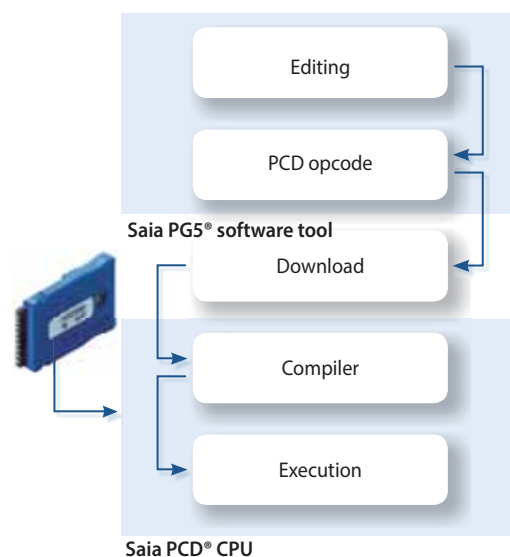 Editing
PCD opcode
Saia PG5® software tool
Download
Compiler
Execution
Saia PCD® CPU